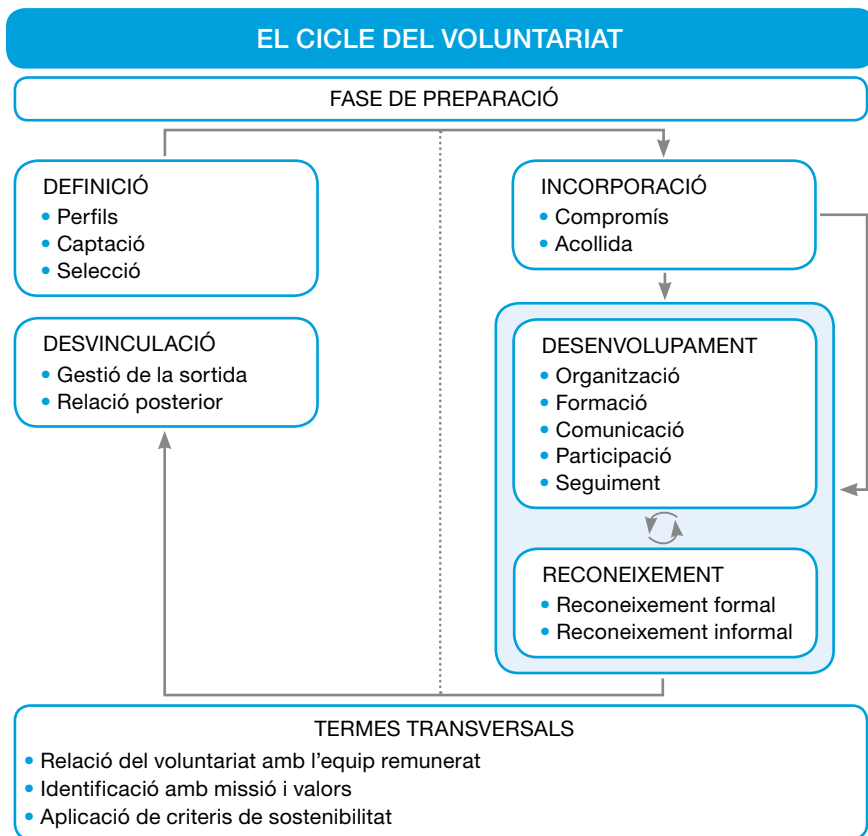 EL CICLE DEL VOLUNTARIAT
FASE DE PREPARACIÓ
DEFINICIÓ
• Perfils
• Captació
• Selecció
INCORPORACIÓ
• Compromís
• Acollida
DESENVOLUPAMENT
• Organització
• Formació
• Comunicació
• Participació
• Seguiment
RECONEIXEMENT
• Reconeixement formal
• Reconeixement informal
DESVINCULACIÓ
• Gestió de la sortida
• Relació posterior
TERMES TRANSVERSALS
• Relació del voluntariat amb l’equip remunerat
• Identificació amb missió i valors
• Aplicació de criteris de sostenibilitat